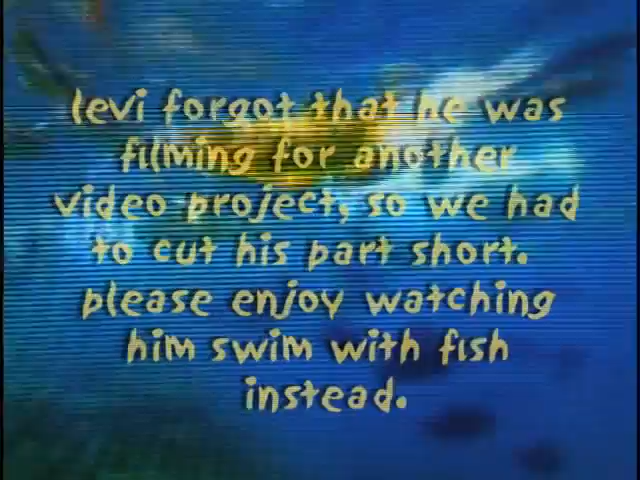 levi forgot that he was
filming for another
video project, so we had
to cut his part short.
please enjoy watching
him swim with fish
instead.